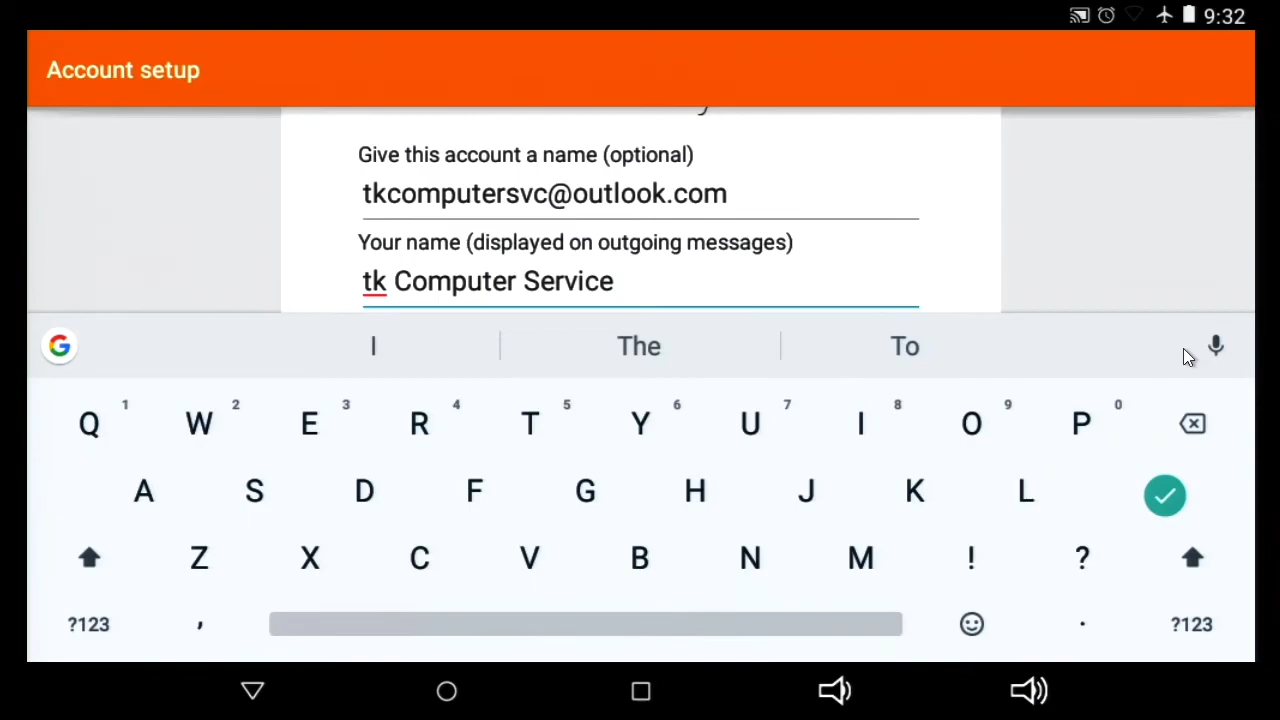 9:32
Account setup
Give this account a name (optional)
tkcomputersvc@outlook.com
Your name (displayed on outgoing messages)
tk Computer Service
G I The To
1 2 3 4 5 6 7 8 9 0
Q W E R T Y U I O P
A S D F G H J K L
Z X C V B N M ! ?
?123 , . ?123